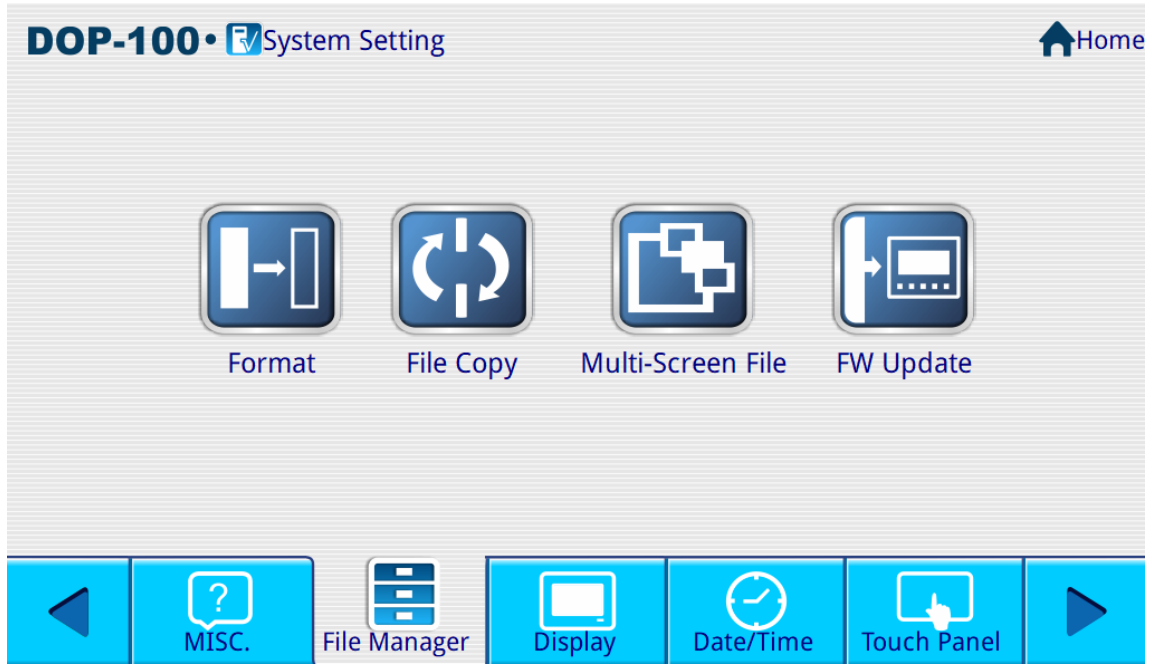 DOP-100• System Setting
Home
Format
File Copy
Multi-Screen File
FW Update
?
MISC.
File Manager
Display
Date/Time
Touch Panel